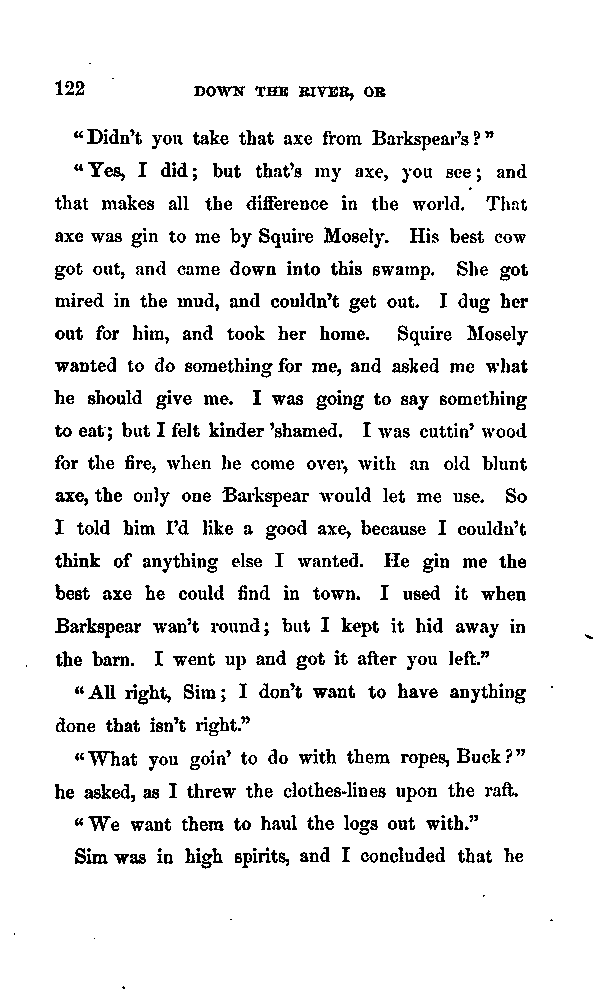 122 DOWN THE RIVER, OR
"Didn't you take that axe from Barkspear's?"
"Yes, I did; but that's my axe, you see; and
that makes all the difference in the world. That
axe was gin to me by Squire Mosely. His best cow
got out, and came down into this swamp. She got
mired in the mud, and couldn't get out. I dug her
out for him, and took her home. Squire Mosely
wanted to do something for me, and asked me what
he should give me. I was going to say something
to eat; but I felt kinder 'shamed. I was cuttin' wood
for the fire, when he come over, with an old blunt
axe, the only one Barkspear would let me use. So
I told him I'd like a good axe, because I couldn't
think of anything else I wanted. He gin me the
best axe he could find in town. I used it when
Barkspear wan't round; but I kept it hid away in
the barn. I went up and got it after you left."
"All right, Sim; I don't want to have anything
done that isn't right."
"What you goin' to do with them ropes, Buck?"
he asked, as I threw the clothes-lines upon the raft.
"We want them to haul the logs out with."
Sim was in high spirits, and I concluded that he